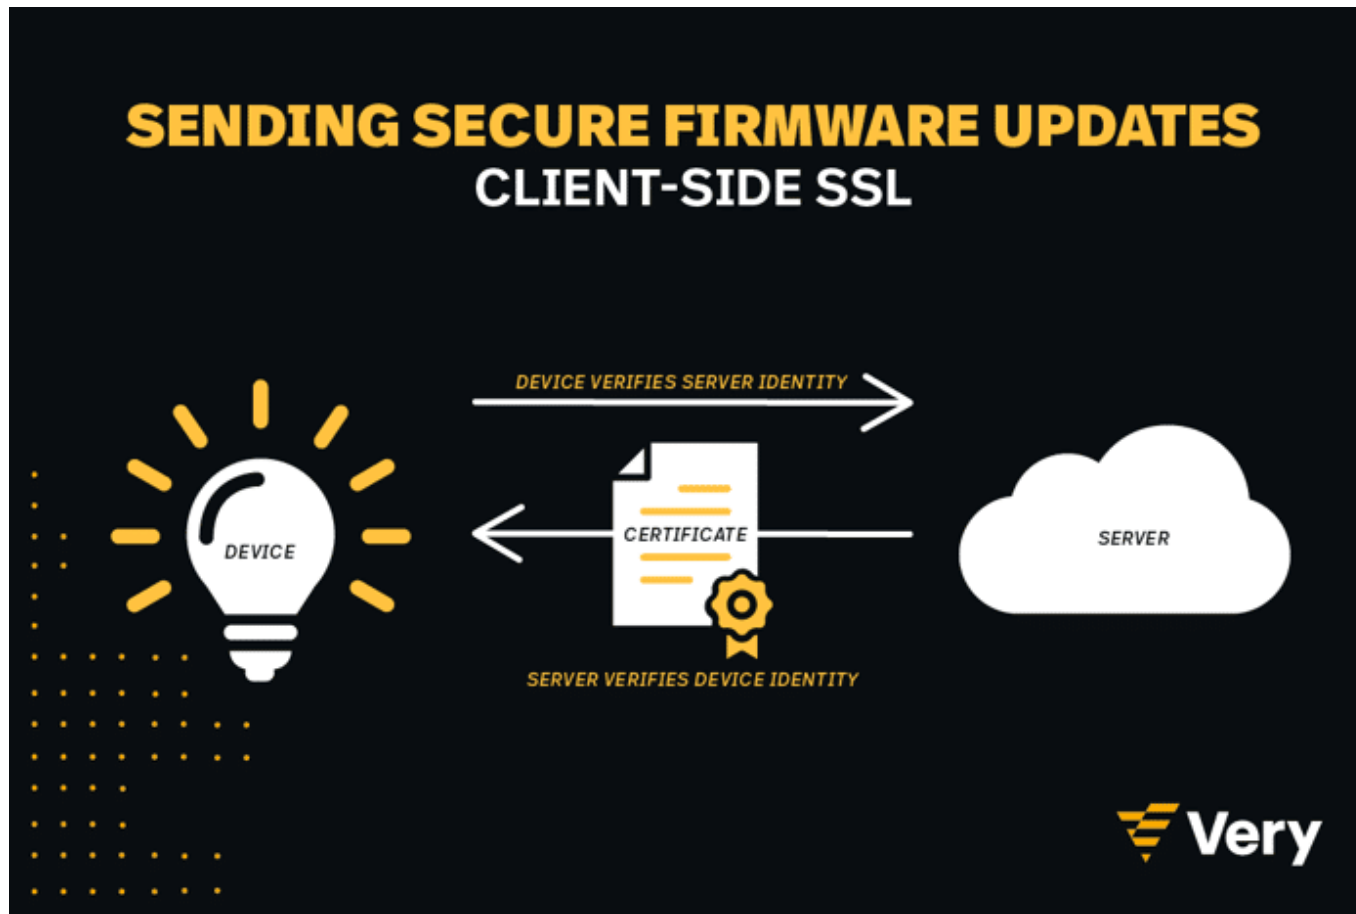 SENDING SECURE FIRMWARE UPDATES
CLIENT-SIDE SSL
DEVICE VERIFIES SERVER IDENTITY
DEVICE
CERTIFICATE
SERVER
SERVER VERIFIES DEVICE IDENTITY
Very